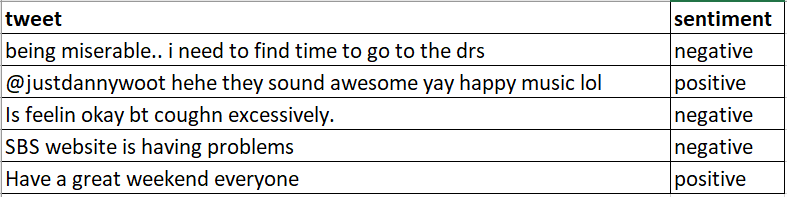 tweet sentiment
being miserable.. i need to find time to go to the drs negative
@justdannywoot hehe they sound awesome yay happy music lol positive
Is feelin okay bt coughn excessively. negative
SBS website is having problems negative
Have a great weekend everyone positive